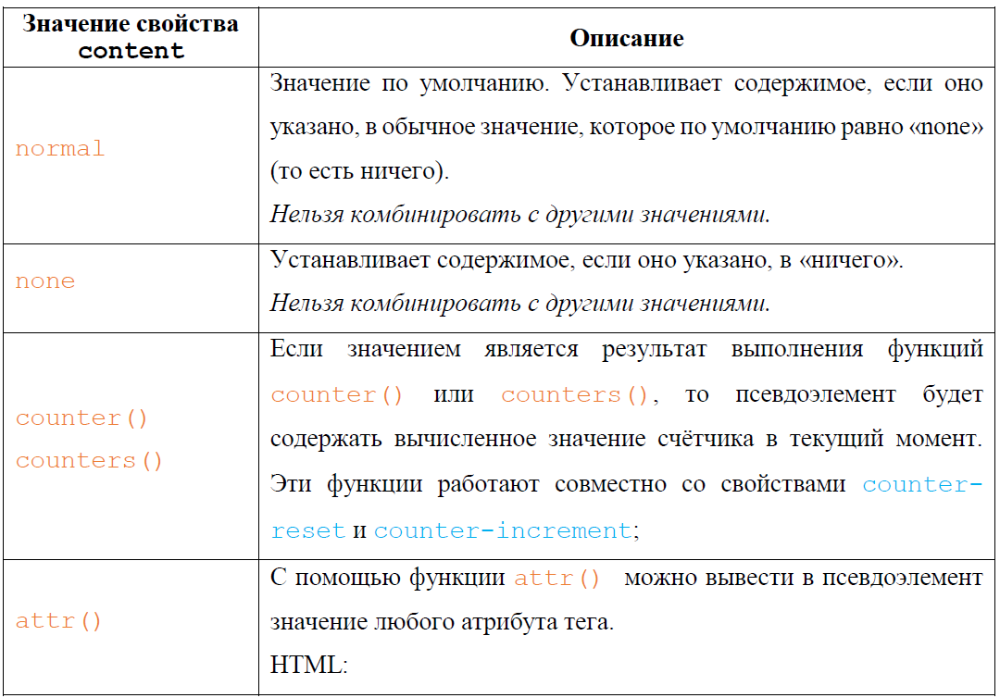 Значение свойства
content
Описание
normal
Значение по умолчанию. Устанавливает содержимое, если оно
указано, в обычное значение, которое по умолчанию равно «none»
(то есть ничего).
Нельзя комбинировать с другими значениями.
none
Устанавливает содержимое, если оно указано, в «ничего».
Нельзя комбинировать с другими значениями.
counter()
counters()
Если значением является результат выполнения функций
counter() или counters(), то псевдоэлемент будет
содержать вычисленное значение счётчика в текущий момент.
Эти функции работают совместно со свойствами counter-
reset и counter-increment;
attr()
С помощью функции attr() можно вывести в псевдоэлемент
значение любого атрибута тега.
HTML: